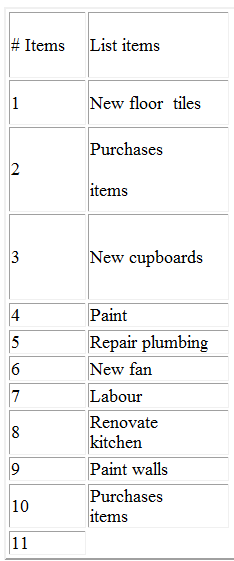 # Items List items
1 New floor tiles
2 Purchases
items
3 New cupboards
4 Paint
5 Repair plumbing
6 New fan
7 Labour
8 Renovate
kitchen
9 Paint walls
10 Purchases
items
11